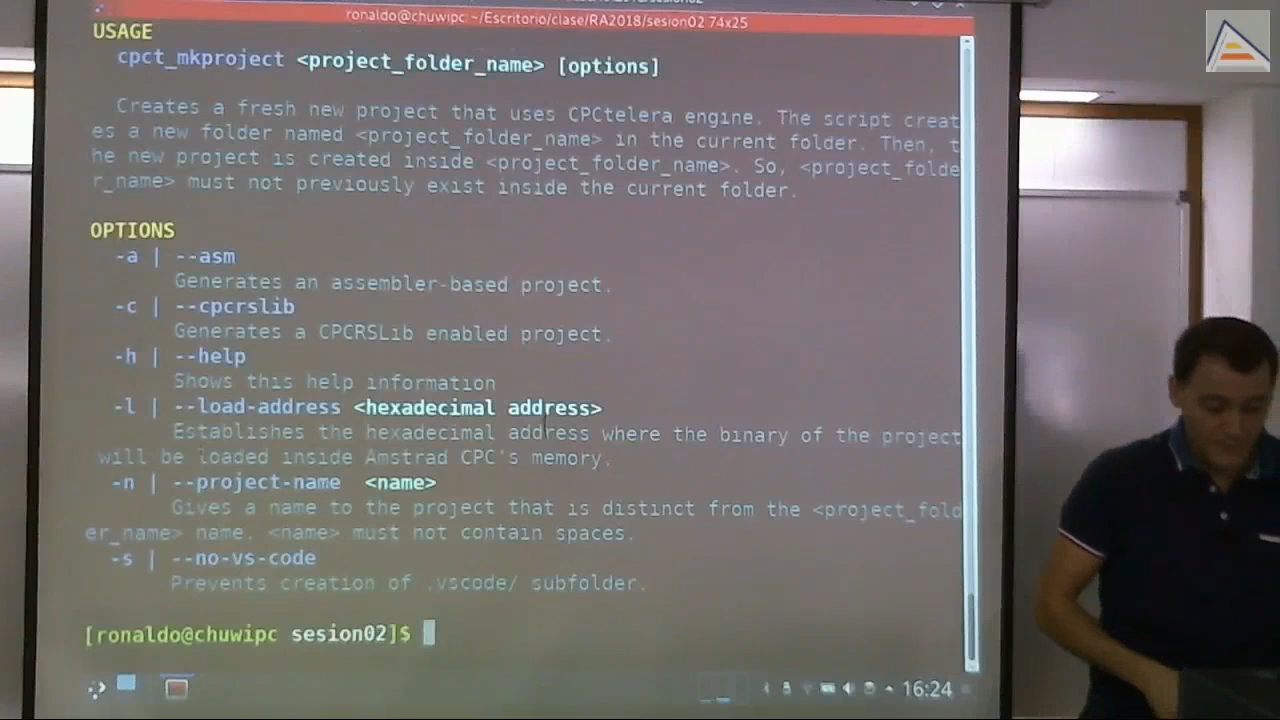 ronaldo@chuwipc ~/Escritorio/clase/RA2018/sesion02 74x25
USAGE
cpct_mkproject <project_folder_name> [options]
Creates a fresh new project that uses CPCtelera engine. The script creat
es a new folder named <project_folder_name> in the current folder. Then, t
he new project is created inside <project_folder_name>. So, <project_folde
r_name> must not previously exist inside the current folder.
OPTIONS
-a | --asm
Generates an assembler-based project.
-c | --cpcrslib
Generates a CPCRSLib enabled project.
-h | --help
Shows this help information
-l | --load-address <hexadecimal address>
Establishes the hexadecimal address where the binary of the project
will be loaded inside Amstrad CPC's memory.
-n | --project-name <name>
Gives a name to the project that is distinct from the <project_fold
er_name> name. <name> must not contain spaces.
-s | --no-vs-code
Prevents creation of .vscode/ subfolder.
[ronaldo@chuwipc sesion02]$
16:24